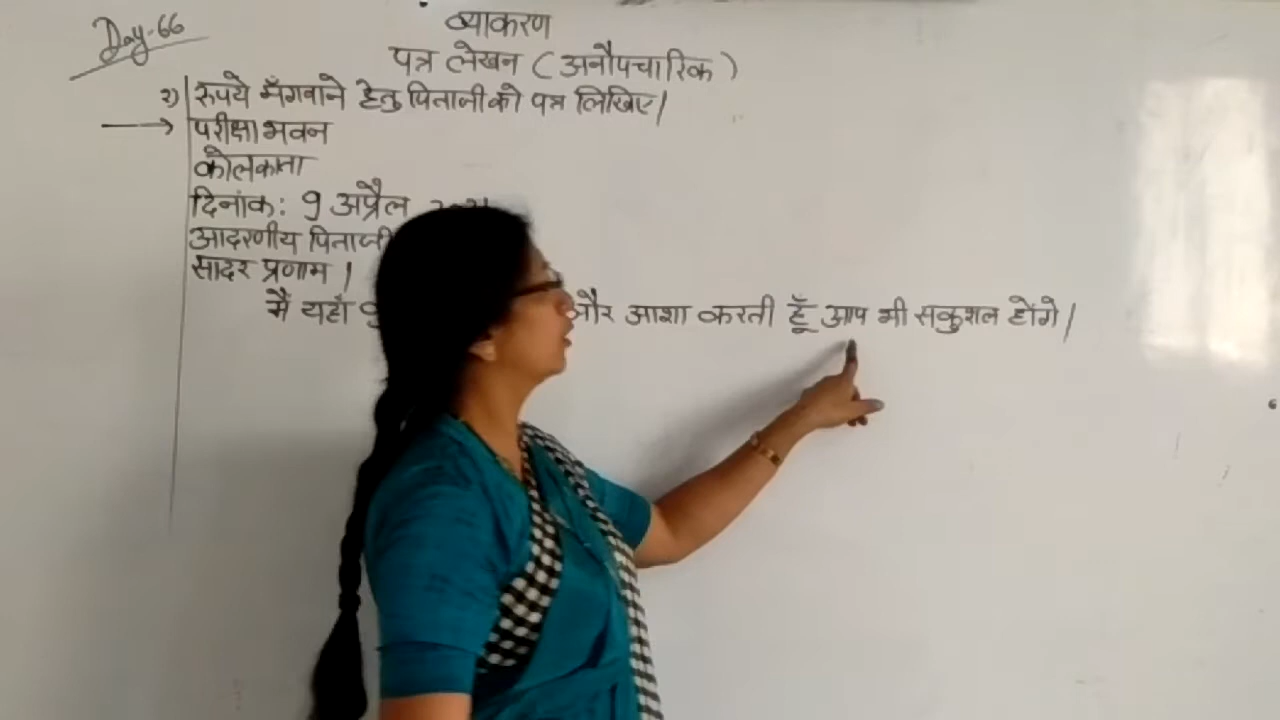 Day-66
व्याकरण
पत्र लेखन (अनौपचारिक)
२) रुपये मँगवाने हेतु पिताजी को पत्र लिखिए।
→ परीक्षा भवन
कोलकाता
दिनांक: 9 अप्रैल
आदरणीय पिताजी
सादर प्रणाम।
मैं यहाँ और आशा करती हूँ आप भी सकुशल होंगे।